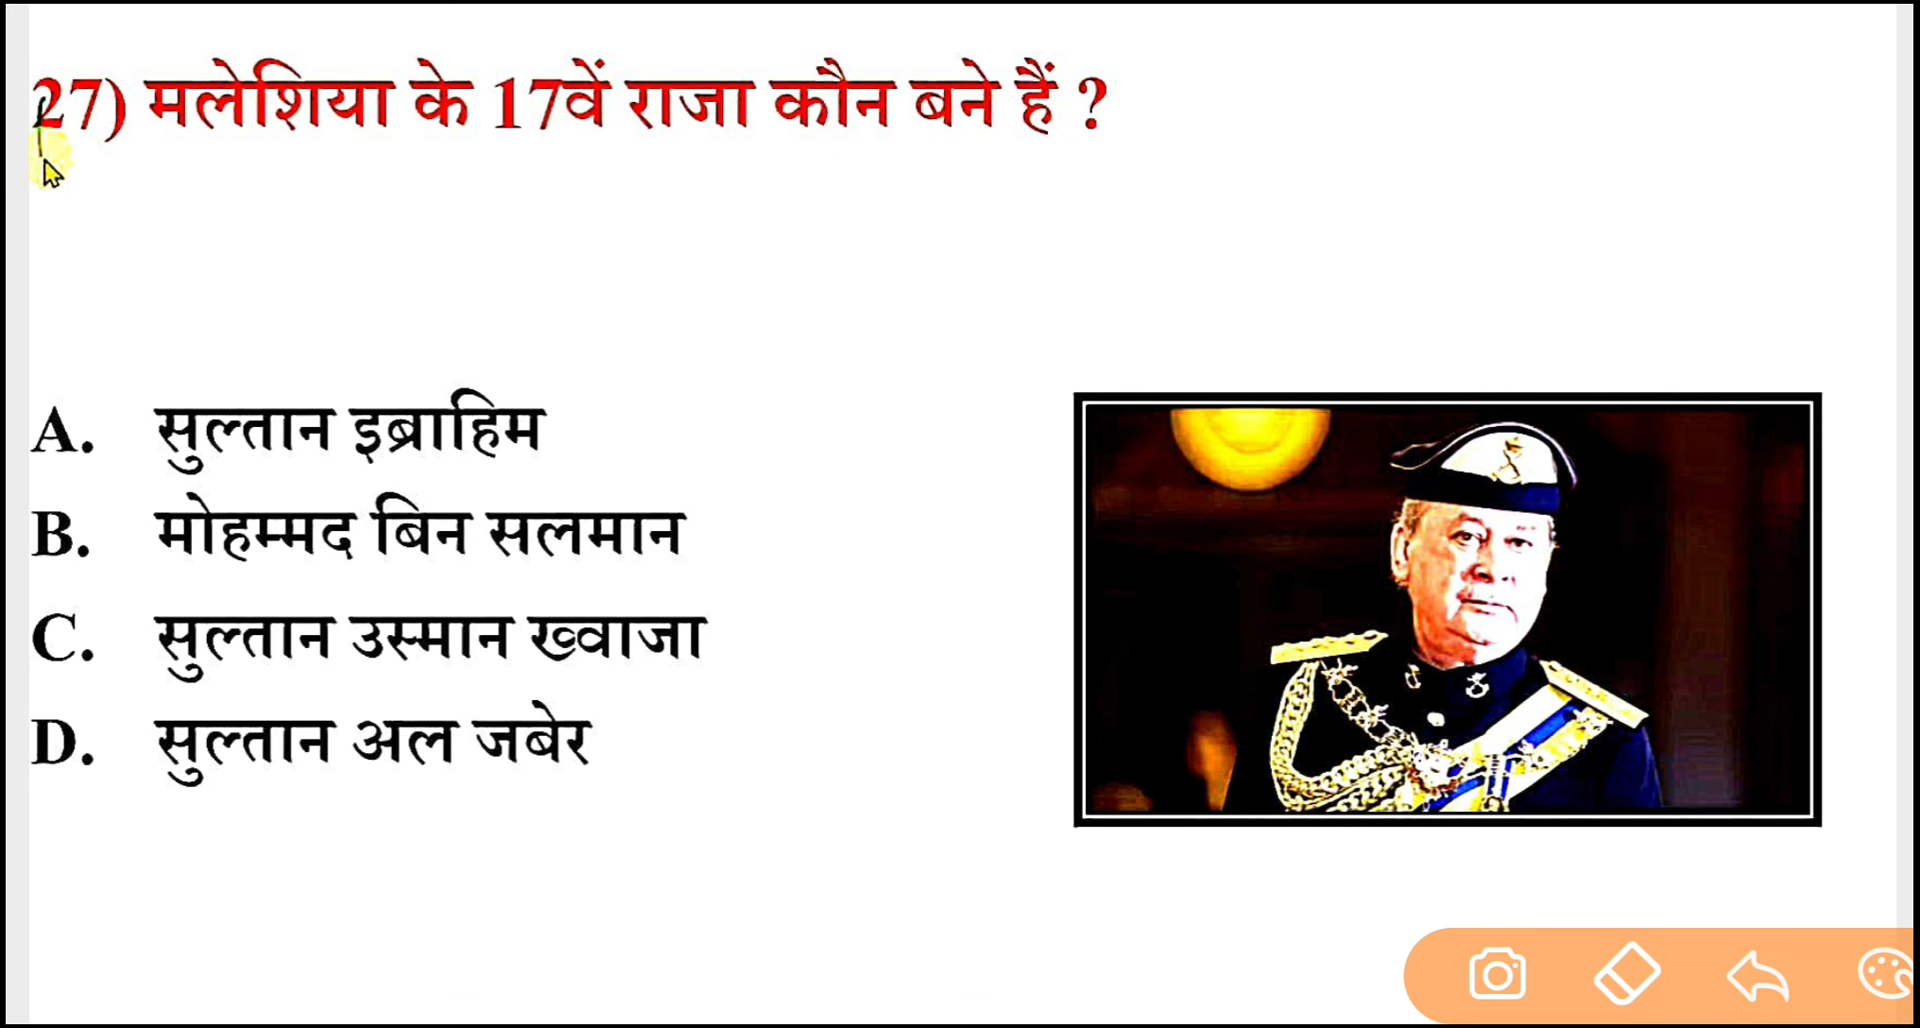 27) मलेशिया के 17वें राजा कौन बने हैं ?
A. सुल्तान इब्राहिम
B. मोहम्मद बिन सलमान
C. सुल्तान उस्मान ख्वाजा
D. सुल्तान अल जबेर